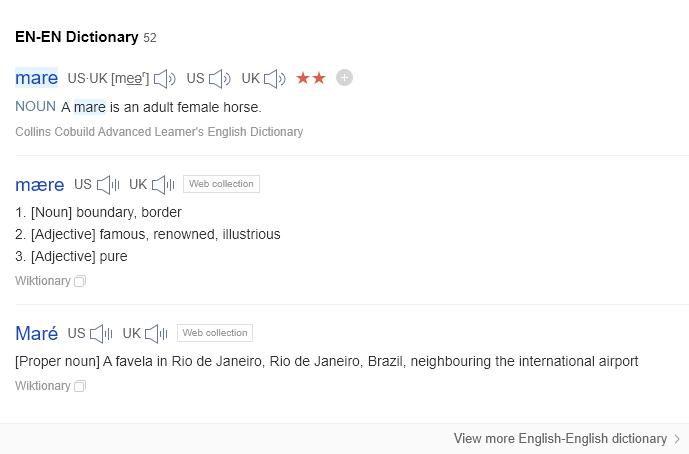 EN-EN Dictionary 52
mare US·UK [meəʳ] US UK ★★
NOUN A mare is an adult female horse.
Collins Cobuild Advanced Learner's English Dictionary
mære US UK Web collection
1. [Noun] boundary, border
2. [Adjective] famous, renowned, illustrious
3. [Adjective] pure
Wiktionary
Maré US UK Web collection
[Proper noun] A favela in Rio de Janeiro, Rio de Janeiro, Brazil, neighbouring the international airport
Wiktionary
View more English-English dictionary >